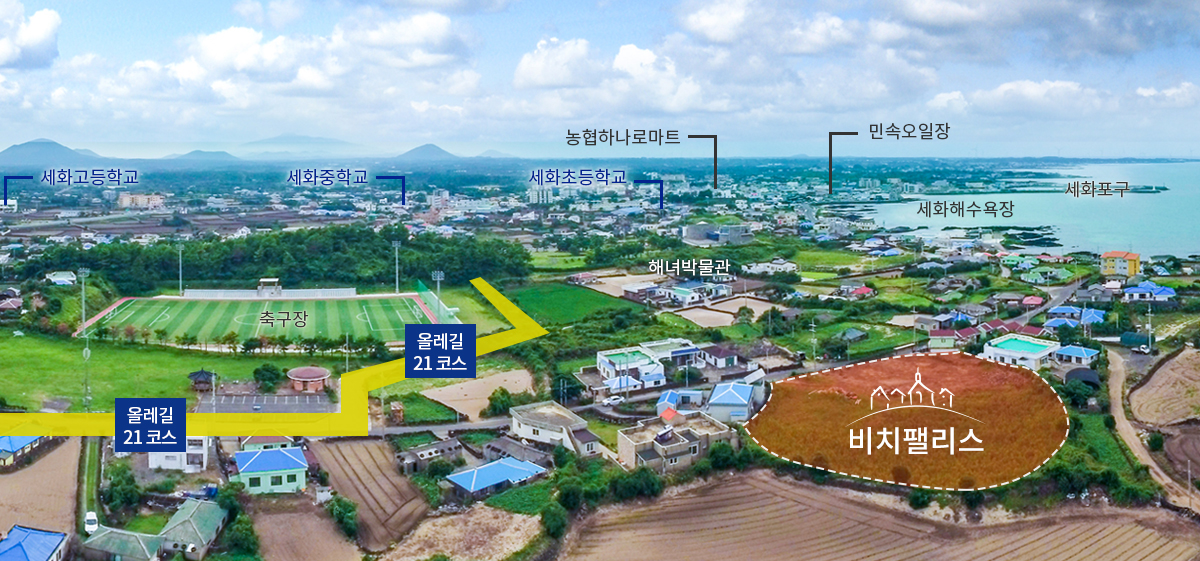 농협하나로마트
민속오일장
세화고등학교
세화중학교
세화초등학교
세화포구
세화해수욕장
해녀박물관
축구장
올레길
21 코스
올레길
21 코스
비치팰리스